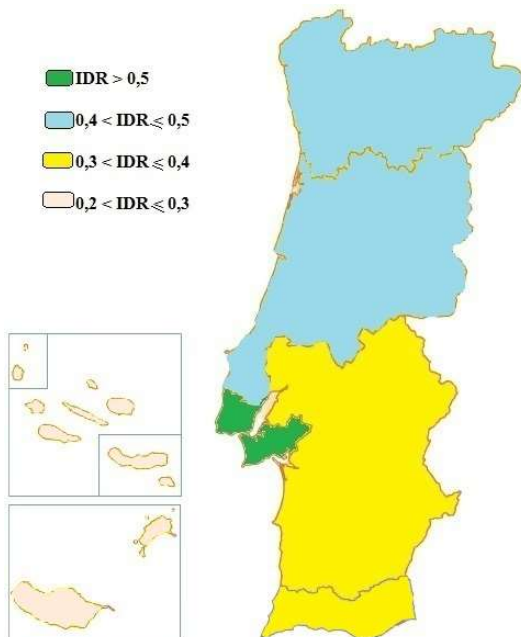 IDR > 0,5
0,4 < IDR ⩽ 0,5
0,3 < IDR ⩽ 0,4
0,2 < IDR ⩽ 0,3